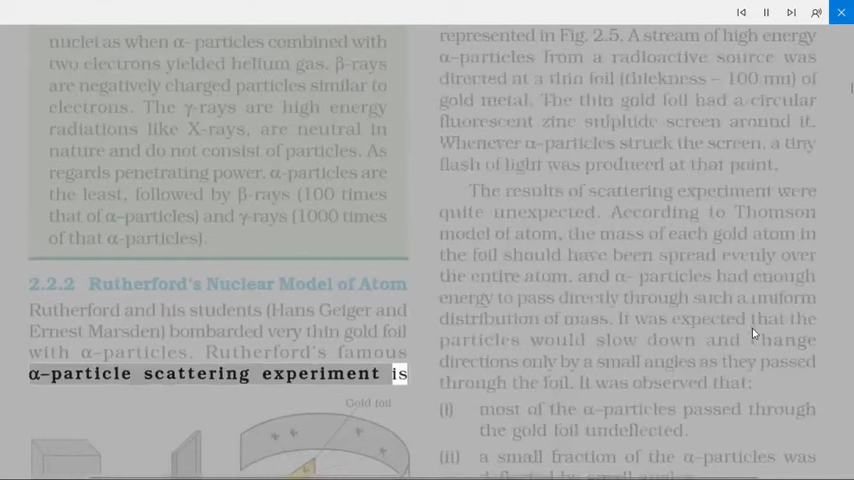 nuclei as when α- particles combined with
two electrons yielded helium gas. β-rays
are negatively charged particles similar to
electrons. The γ-rays are high energy
radiations like X-rays, are neutral in
nature and do not consist of particles. As
regards penetrating power, α-particles are
the least, followed by β-rays (100 times
that of α–particles) and γ-rays (1000 times
of that α-particles).
2.2.2 Rutherford's Nuclear Model of Atom
Rutherford and his students (Hans Geiger and
Ernest Marsden) bombarded very thin gold foil
with α–particles. Rutherford's famous
α–particle scattering experiment is
Gold foil
represented in Fig. 2.5. A stream of high energy
α–particles from a radioactive source was
directed at a thin foil (thickness ∼ 100 nm) of
gold metal. The thin gold foil had a circular
fluorescent zinc sulphide screen around it.
Whenever α–particles struck the screen, a tiny
flash of light was produced at that point.
The results of scattering experiment were
quite unexpected. According to Thomson
model of atom, the mass of each gold atom in
the foil should have been spread evenly over
the entire atom, and α– particles had enough
energy to pass directly through such a uniform
distribution of mass. It was expected that the
particles would slow down and change
directions only by a small angles as they passed
through the foil. It was observed that:
(i) most of the α–particles passed through
the gold foil undeflected.
(ii) a small fraction of the α–particles was
deflected by small angles